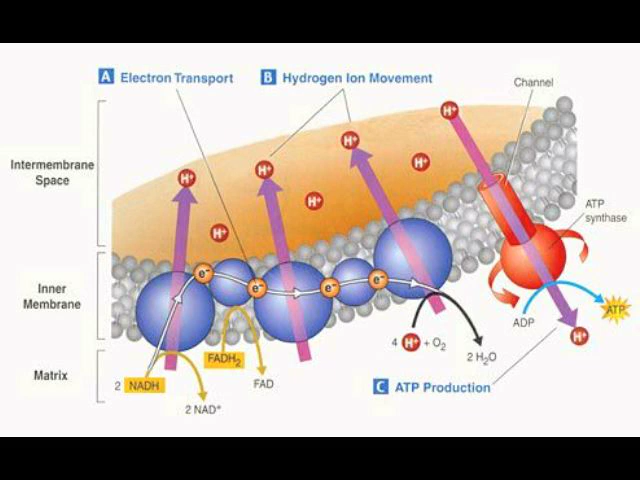 A Electron Transport
B Hydrogen Ion Movement
Channel
H+
H+
H+
H+
H+
H+
H+
Intermembrane
Space
ATP
synthase
Inner
Membrane
e-
e-
e-
e-
ADP
ATP
H+
4 H+ + O2
2 H2O
FADH2
FAD
Matrix
2 NADH
2 NAD+
C ATP Production